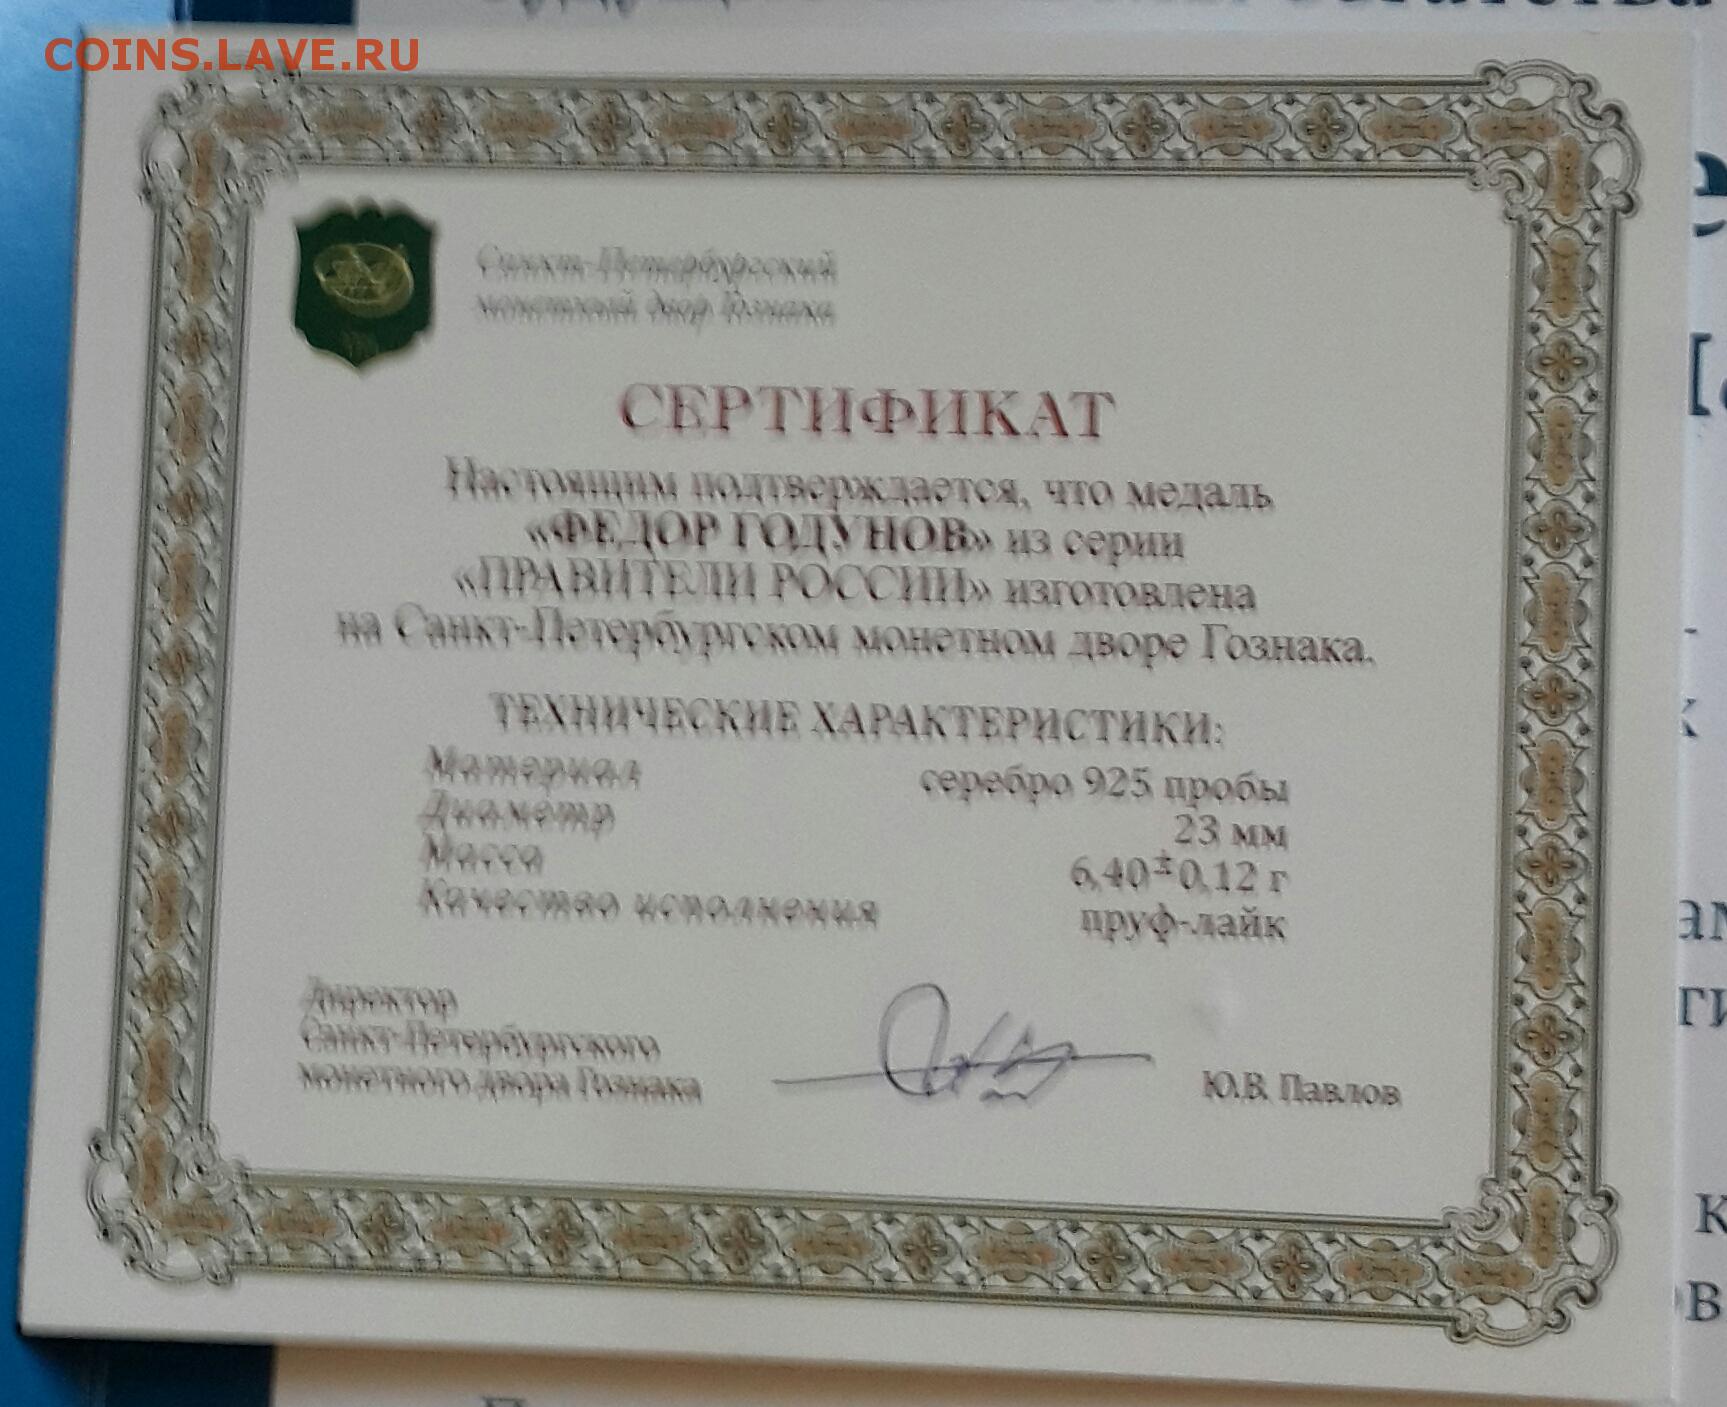 COINS.LAVE.RU
Санкт-Петербургский
монетный двор Гознака
СЕРТИФИКАТ
Настоящим подтверждается, что медаль
«ФЕДОР ГОДУНОВ» из серии
«ПРАВИТЕЛИ РОССИИ» изготовлена
на Санкт-Петербургском монетном дворе Гознака.
ТЕХНИЧЕСКИЕ ХАРАКТЕРИСТИКИ:
Материал серебро 925 пробы
Диаметр 23 мм
Масса 6,40±0,12 г
Качество исполнения пруф-лайк
Директор
Санкт-Петербургского
монетного двора Гознака
Ю.В. Павлов